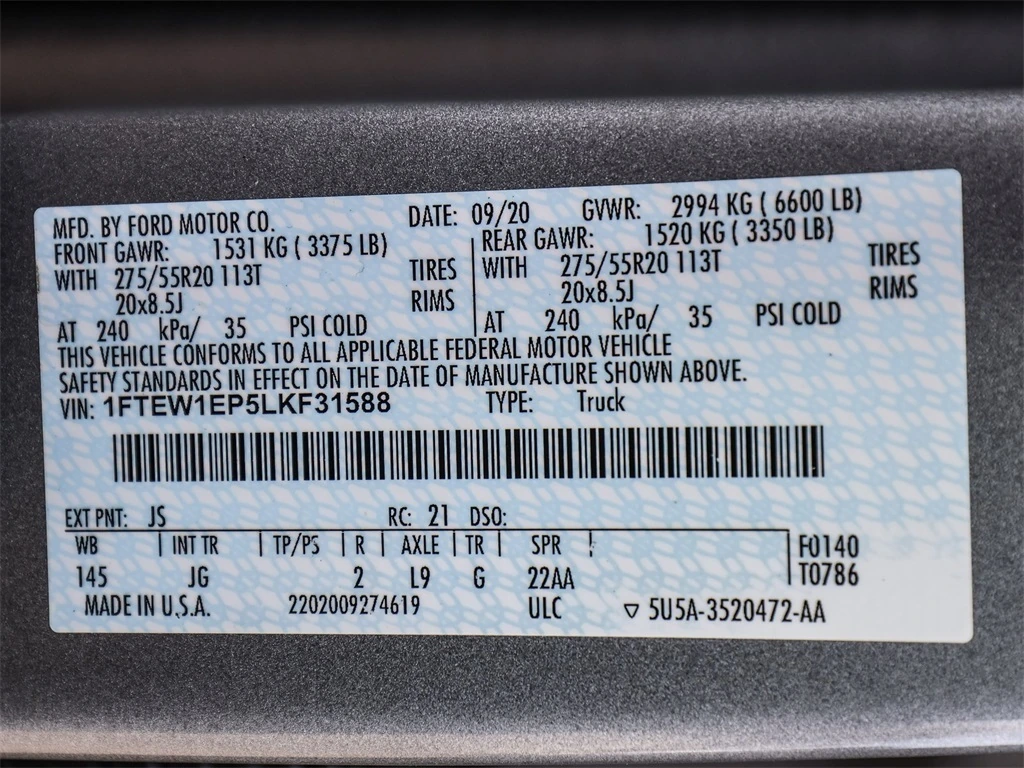 MFD. BY FORD MOTOR CO. DATE: 09/20 GVWR: 2994 KG ( 6600 LB)
FRONT GAWR: 1531 KG ( 3375 LB) REAR GAWR: 1520 KG ( 3350 LB)
WITH 275/55R20 113T TIRES WITH 275/55R20 113T TIRES
20x8.5J RIMS 20x8.5J RIMS
AT 240 kPa/ 35 PSI COLD AT 240 kPa/ 35 PSI COLD
THIS VEHICLE CONFORMS TO ALL APPLICABLE FEDERAL MOTOR VEHICLE
SAFETY STANDARDS IN EFFECT ON THE DATE OF MANUFACTURE SHOWN ABOVE.
VIN: 1FTEW1EP5LKF31588 TYPE: Truck
EXT PNT: JS RC: 21 DSO:
WB INT TR TP/PS R AXLE TR SPR F0140
145 JG 2 L9 G 22AA T0786
MADE IN U.S.A. 2202009274619 ULC ▽ 5U5A-3520472-AA